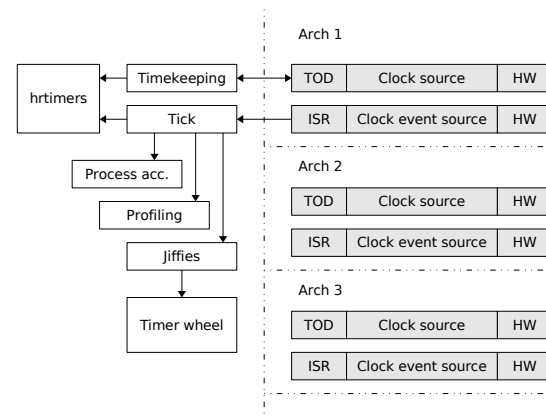 Arch 1
hrtimers
Timekeeping
TOD Clock source HW
Tick
ISR Clock event source HW
Process acc.
Profiling
Jiffies
Timer wheel
Arch 2
TOD Clock source HW
ISR Clock event source HW
Arch 3
TOD Clock source HW
ISR Clock event source HW